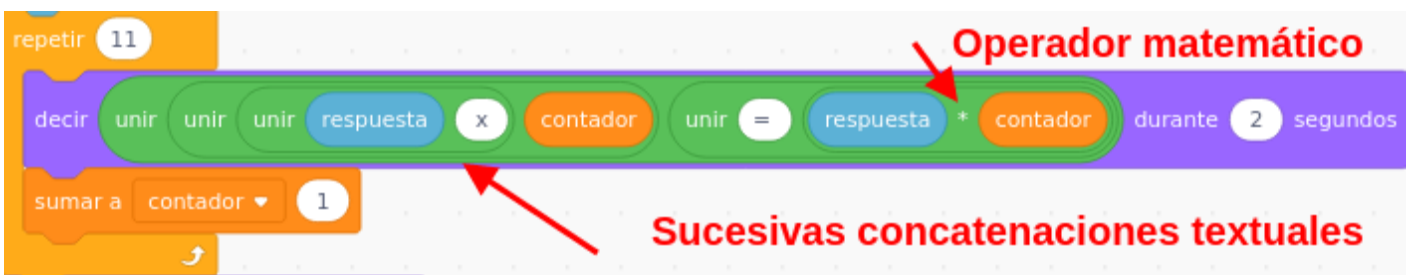 repetir 11
Operador matemático
decir unir unir unir respuesta x contador unir = respuesta * contador durante 2 segundos
sumar a contador 1
Sucesivas concatenaciones textuales